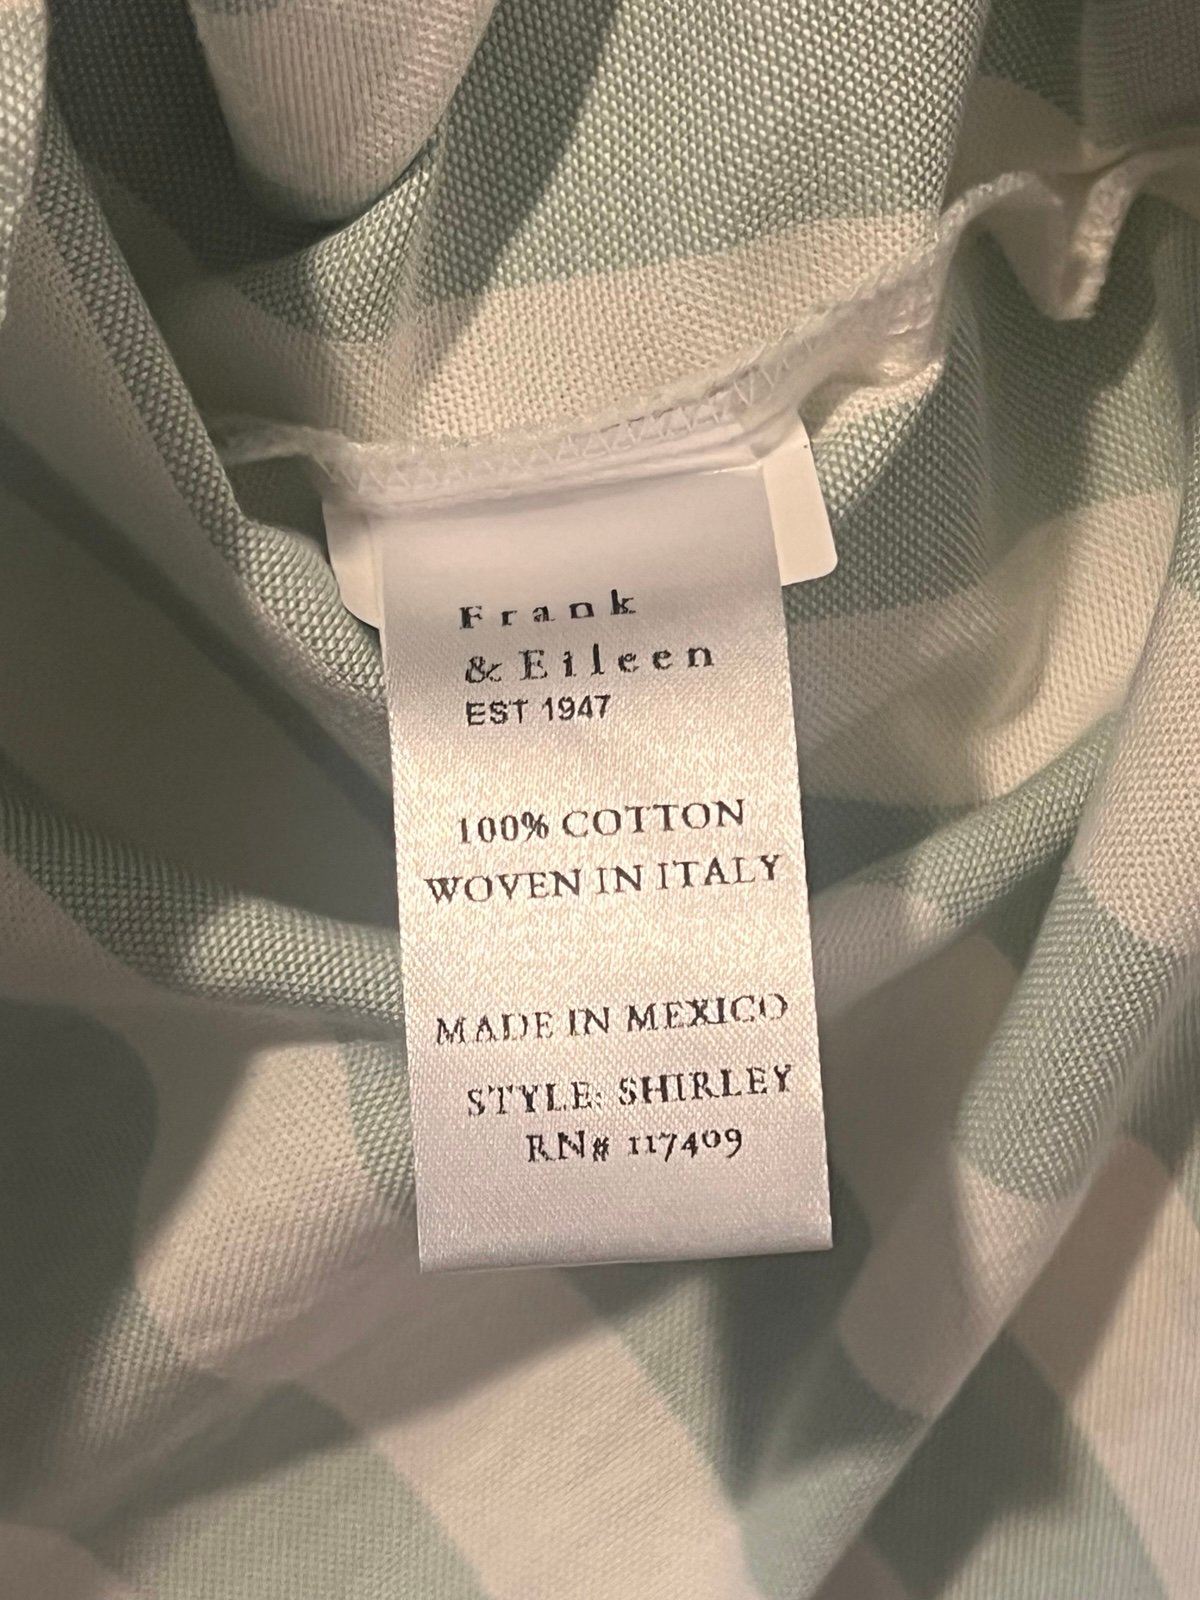 Frank
& Eileen
EST 1947
100% COTTON
WOVEN IN ITALY
MADE IN MEXICO
STYLE: SHIRLEY
RN# 117409